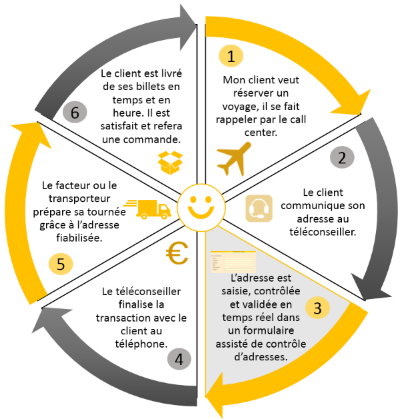 1
Mon client veut
réserver un
voyage, il se fait
rappeler par le call
center.
2
Le client
communique son
adresse au
téléconseiller.
3
L'adresse est
saisie, contrôlée
et validée en
temps réel dans
un formulaire
assisté de contrôle
d'adresses.
4
Le téléconseiller
finalise la
transaction avec le
client au
téléphone.
€
5
Le facteur ou le
transporteur
prépare sa tournée
grâce à l'adresse
fiabilisée.
6
Le client est livré
de ses billets en
temps et en
heure. Il est
satisfait et refera
une commande.